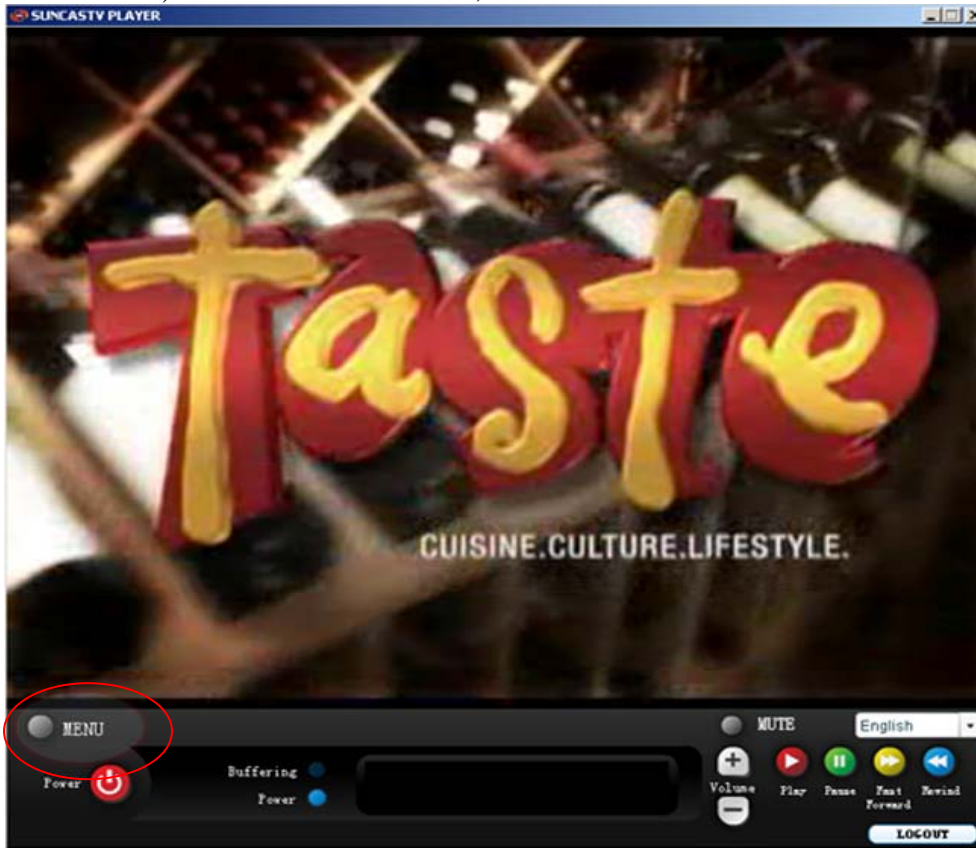 SUNCASTV PLAYER
Taste
CUISINE.CULTURE.LIFESTYLE.
MENU
MUTE
English
Power
Buffering
Power
Volume
Play
Pause
Fast
Forward
Rewind
LOGOUT